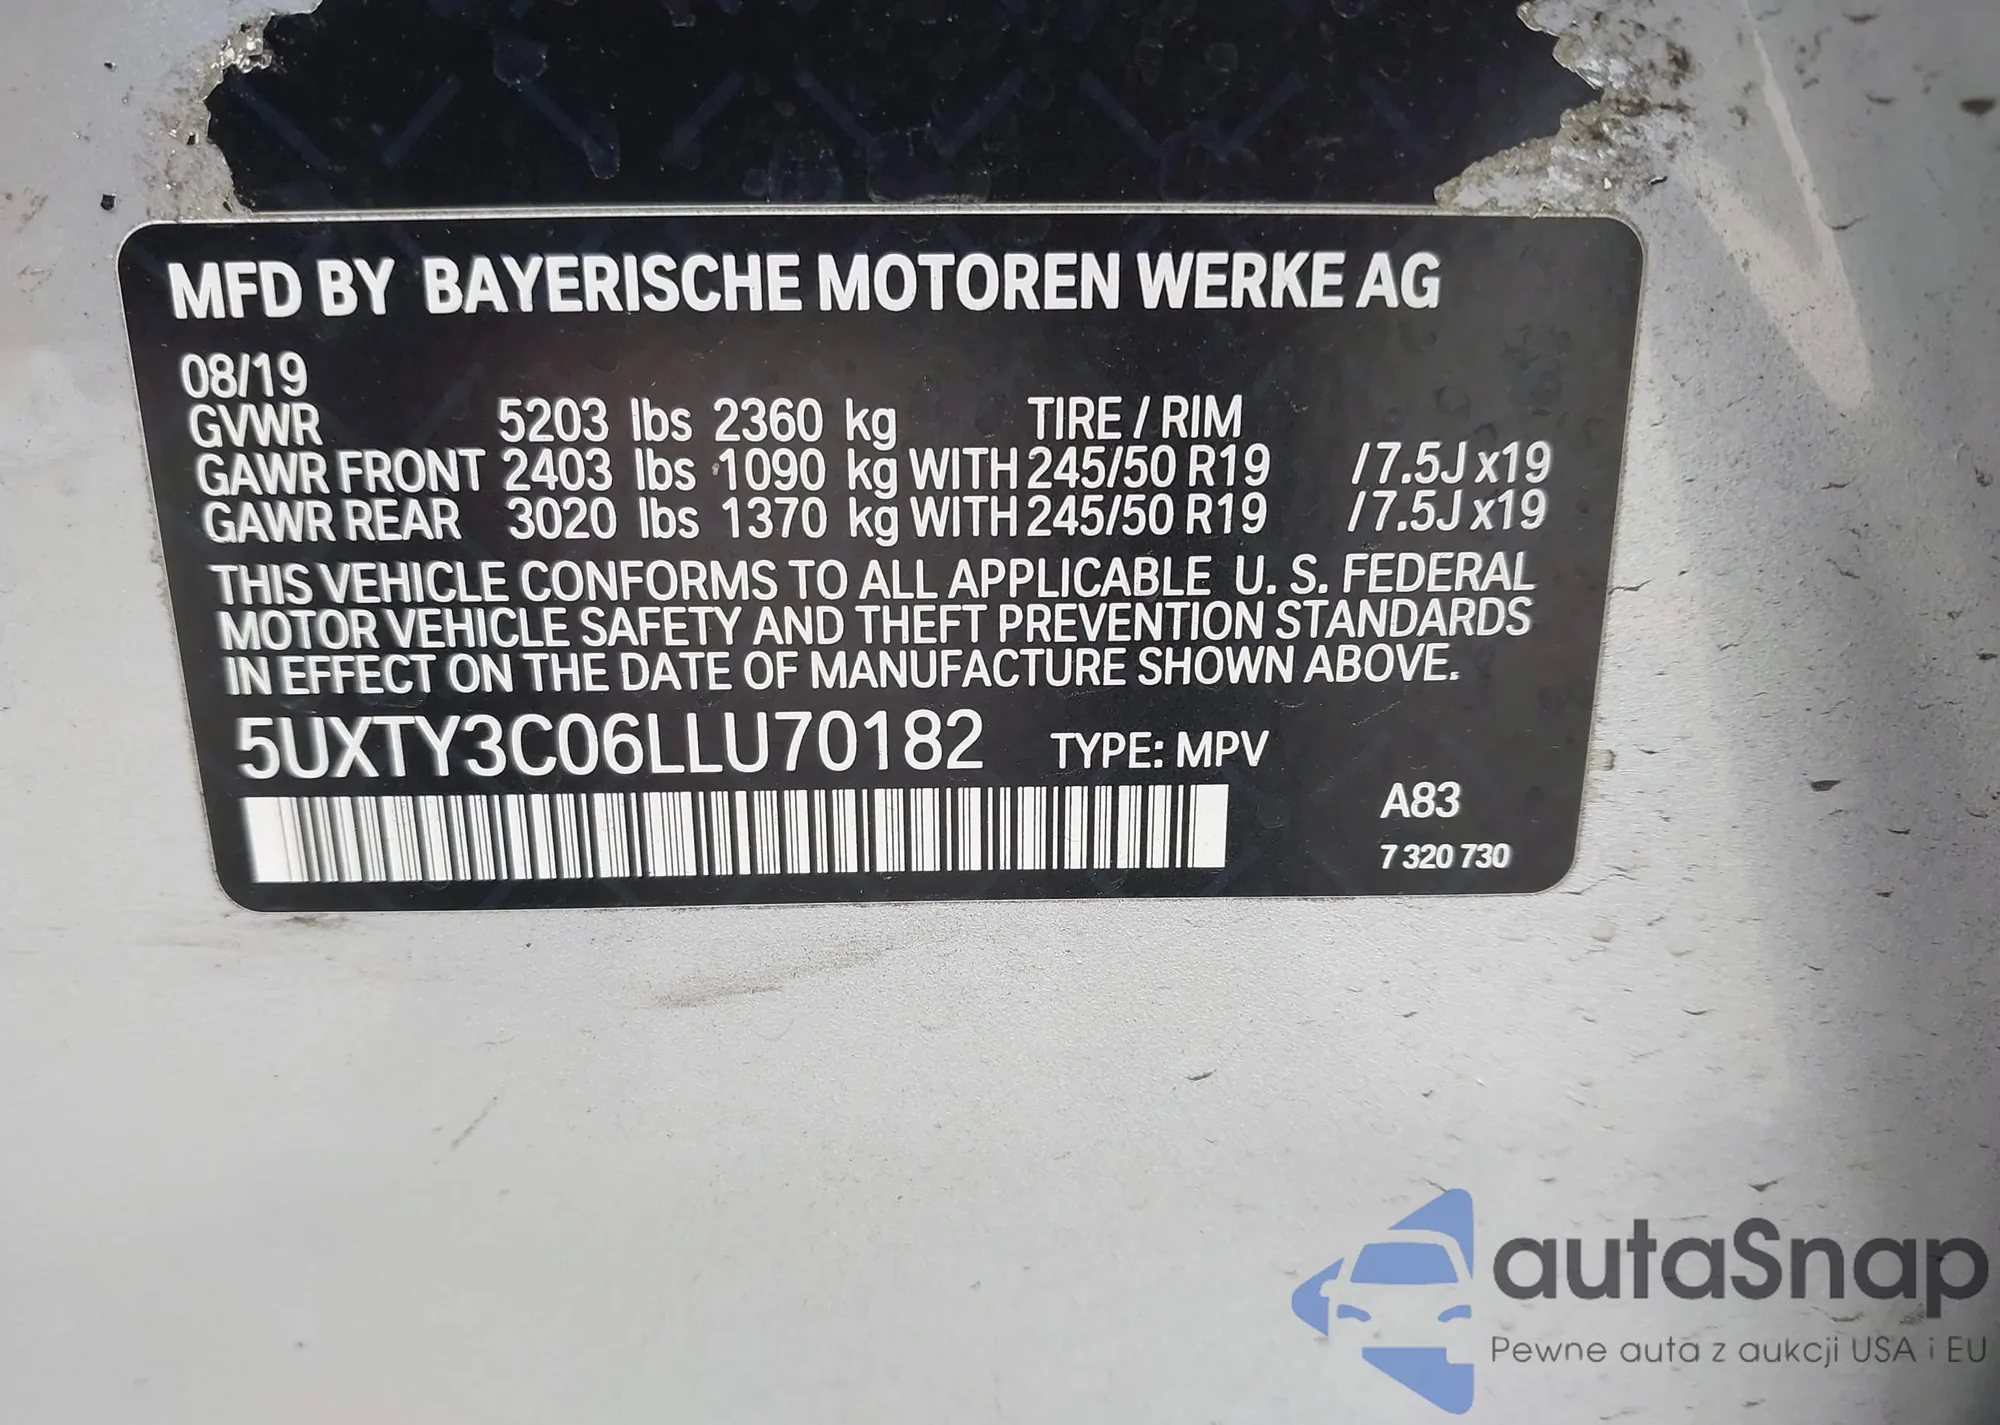 MFD BY BAYERISCHE MOTOREN WERKE AG
08/19
GVWR 5203 lbs 2360 kg TIRE / RIM
GAWR FRONT 2403 lbs 1090 kg WITH 245/50 R19 /7.5J x19
GAWR REAR 3020 lbs 1370 kg WITH 245/50 R19 /7.5J x19
THIS VEHICLE CONFORMS TO ALL APPLICABLE U. S. FEDERAL
MOTOR VEHICLE SAFETY AND THEFT PREVENTION STANDARDS
IN EFFECT ON THE DATE OF MANUFACTURE SHOWN ABOVE.
5UXTY3C06LLU70182 TYPE: MPV
A83
7 320 730
autaSnap
Pewne auta z aukcji USA i EU